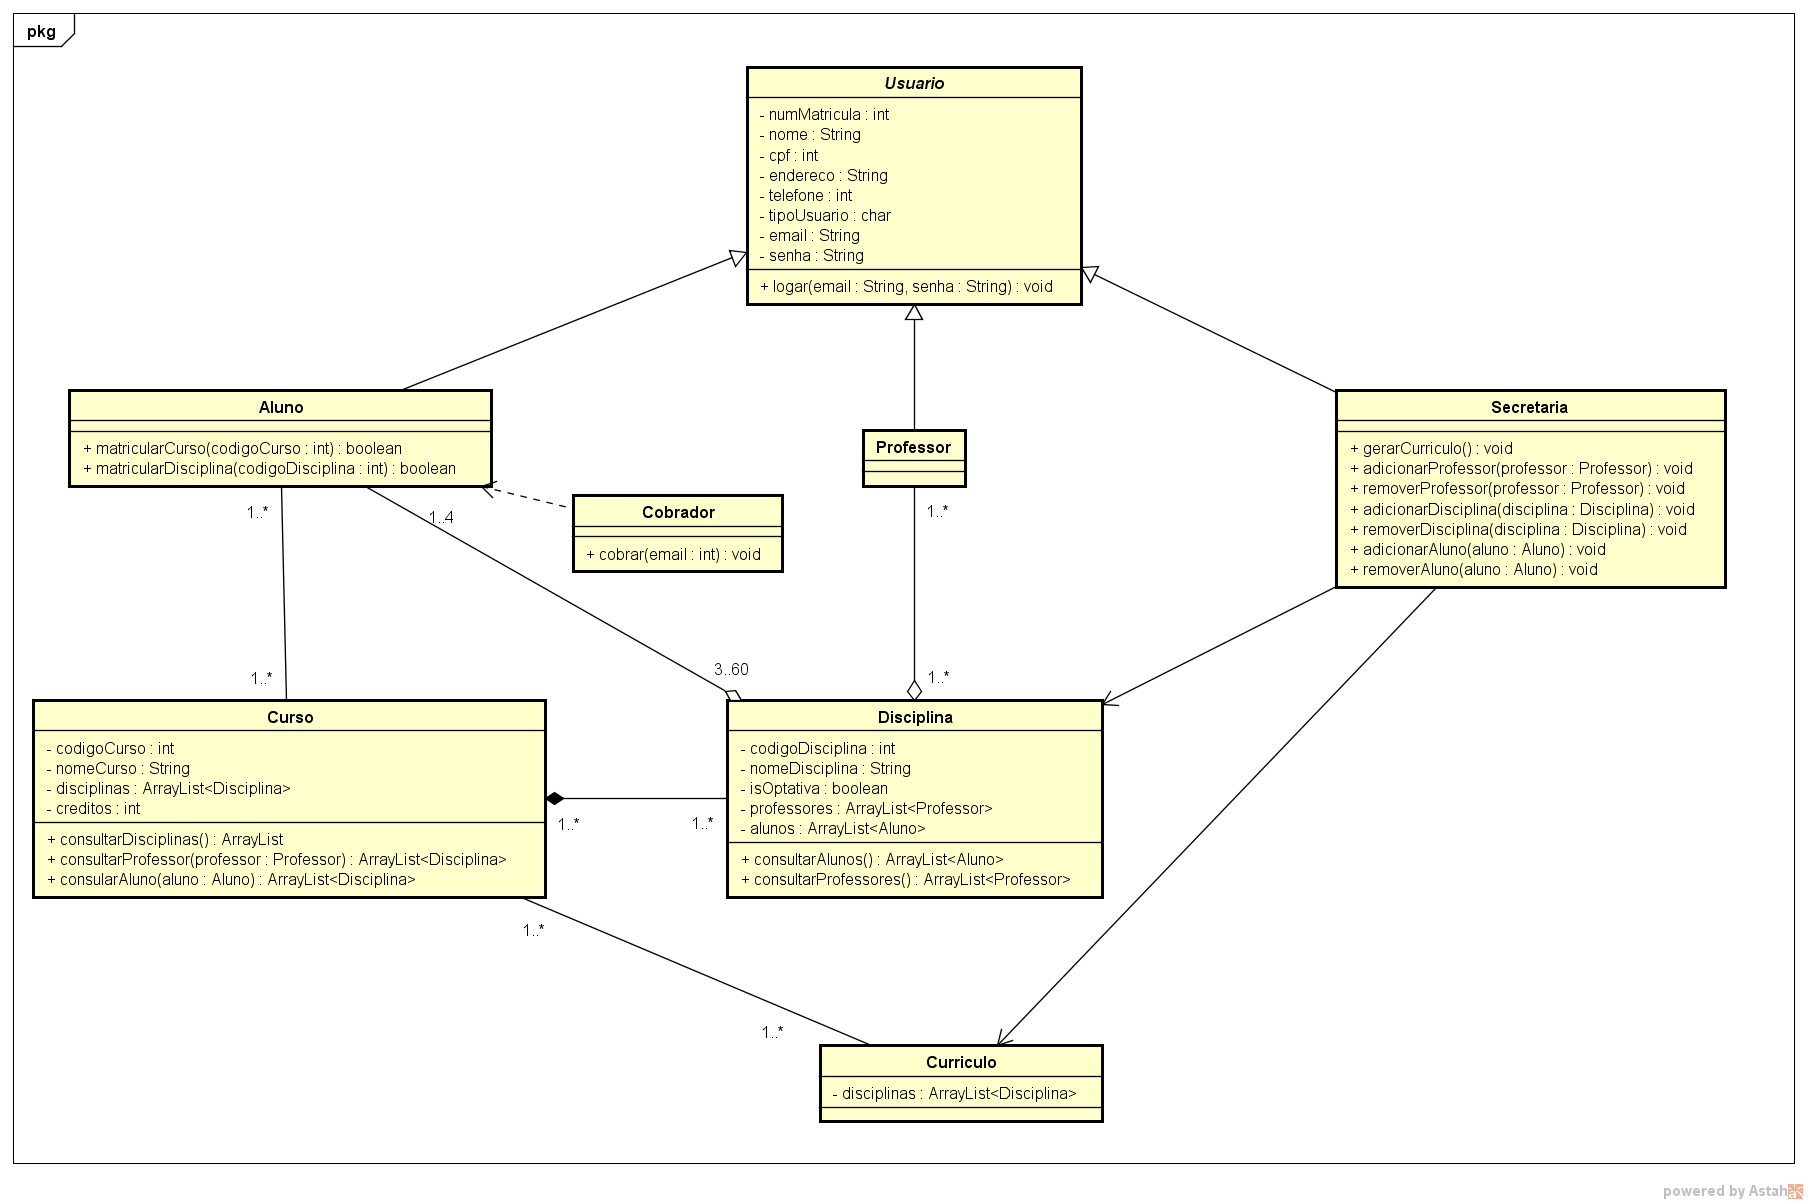 pkg
Usuario
- numMatricula : int
- nome : String
- cpf : int
- endereco : String
- telefone : int
- tipoUsuario : char
- email : String
- senha : String
+ logar(email : String, senha : String) : void
Aluno
+ matricularCurso(codigoCurso : int) : boolean
+ matricularDisciplina(codigoDisciplina : int) : boolean
Professor
Secretaria
+ gerarCurriculo() : void
+ adicionarProfessor(professor : Professor) : void
+ removerProfessor(professor : Professor) : void
+ adicionarDisciplina(disciplina : Disciplina) : void
+ removerDisciplina(disciplina : Disciplina) : void
+ adicionarAluno(aluno : Aluno) : void
+ removerAluno(aluno : Aluno) : void
Cobrador
+ cobrar(email : int) : void
1..*
1..4
1..*
1..*
3..60
1..*
Curso
- codigoCurso : int
- nomeCurso : String
- disciplinas : ArrayList<Disciplina>
- creditos : int
+ consultarDisciplinas() : ArrayList
+ consultarProfessor(professor : Professor) : ArrayList<Disciplina>
+ consularAluno(aluno : Aluno) : ArrayList<Disciplina>
1..*
1..*
Disciplina
- codigoDisciplina : int
- nomeDisciplina : String
- isOptativa : boolean
- professores : ArrayList<Professor>
- alunos : ArrayList<Aluno>
+ consultarAlunos() : ArrayList<Aluno>
+ consultarProfessores() : ArrayList<Professor>
1..*
1..*
Curriculo
- disciplinas : ArrayList<Disciplina>
powered by Astah